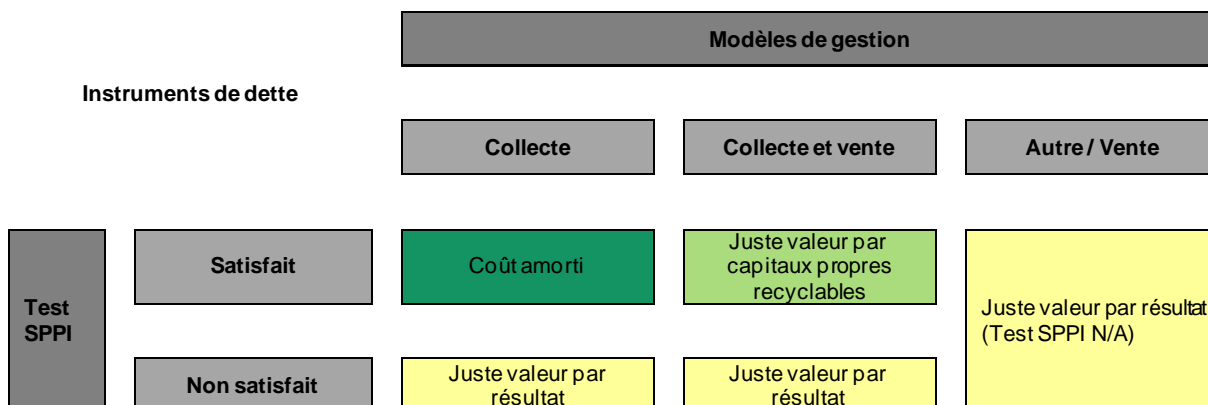 Modèles de gestion
Instruments de dette
Collecte
Collecte et vente
Autre / Vente
Test
SPPI
Satisfait
Coût amorti
Juste valeur par
capitaux propres
recyclables
Juste valeur par résultat
(Test SPPI N/A)
Non satisfait
Juste valeur par
résultat
Juste valeur par
résultat